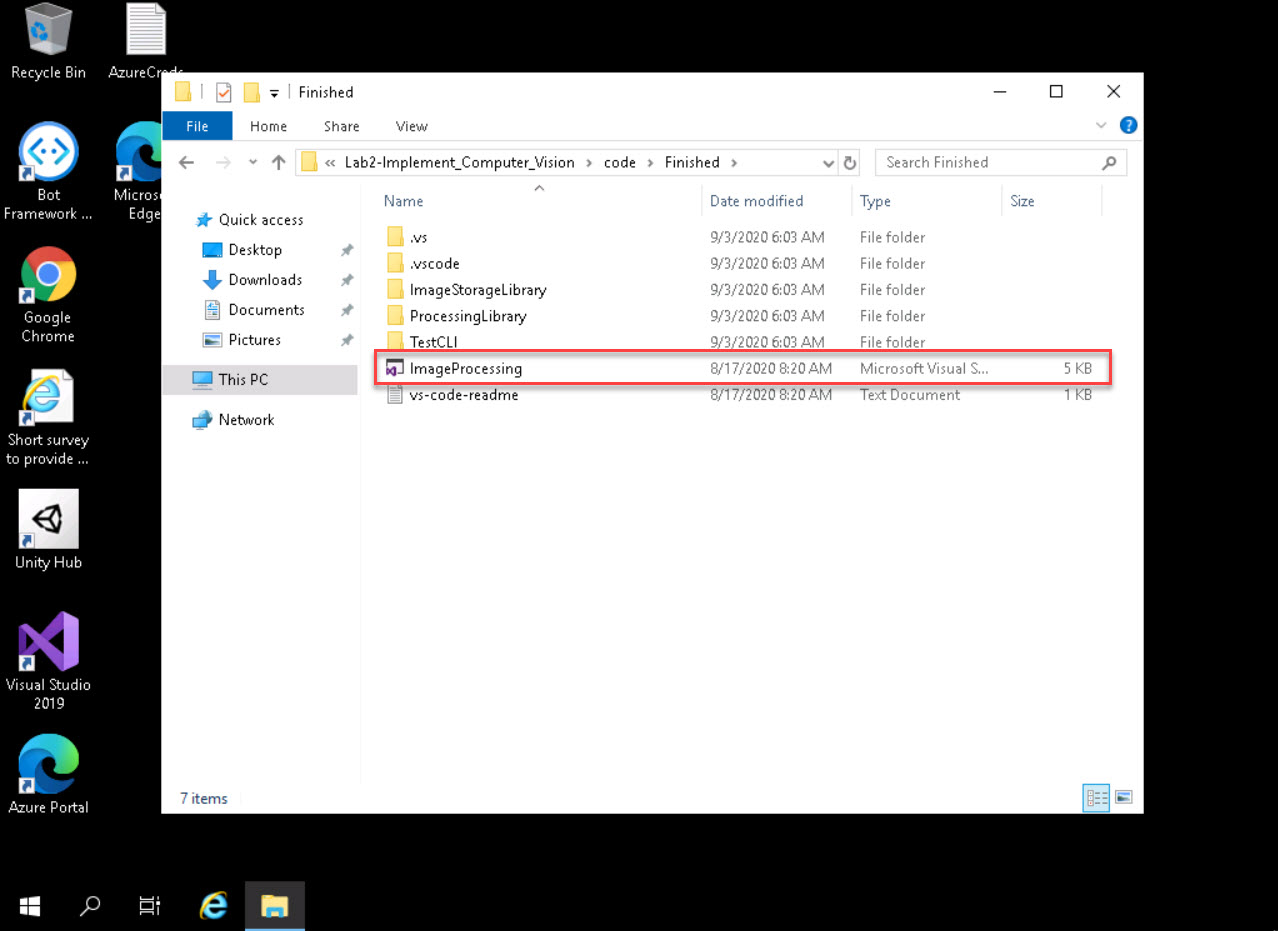 Recycle Bin
Bot
Framework ...
Google
Chrome
Short survey
to provide ...
Unity Hub
Visual Studio
2019
Azure Portal
AzureCreds
Edge
Finished
File Home Share View
« Lab2-Implement_Computer_Vision › code › Finished ›
Search Finished
Quick access
Desktop
Downloads
Documents
Pictures
This PC
Network
Name Date modified Type Size
.vs 9/3/2020 6:03 AM File folder
.vscode 9/3/2020 6:03 AM File folder
ImageStorageLibrary 9/3/2020 6:03 AM File folder
ProcessingLibrary 9/3/2020 6:03 AM File folder
TestCLI 9/3/2020 6:03 AM File folder
ImageProcessing 8/17/2020 8:20 AM Microsoft Visual S... 5 KB
vs-code-readme 8/17/2020 8:20 AM Text Document 1 KB
7 items